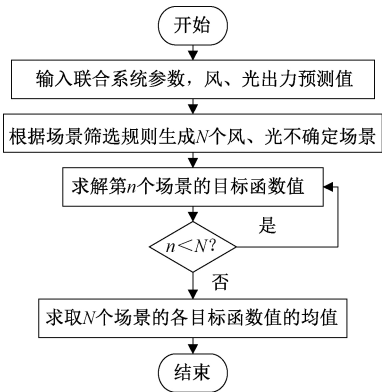 开始
输入联合系统参数，风、光出力预测值
根据场景筛选规则生成N个风、光不确定场景
求解第n个场景的目标函数值
是
n＜N?
否
求取N个场景的各目标函数值的均值
结束